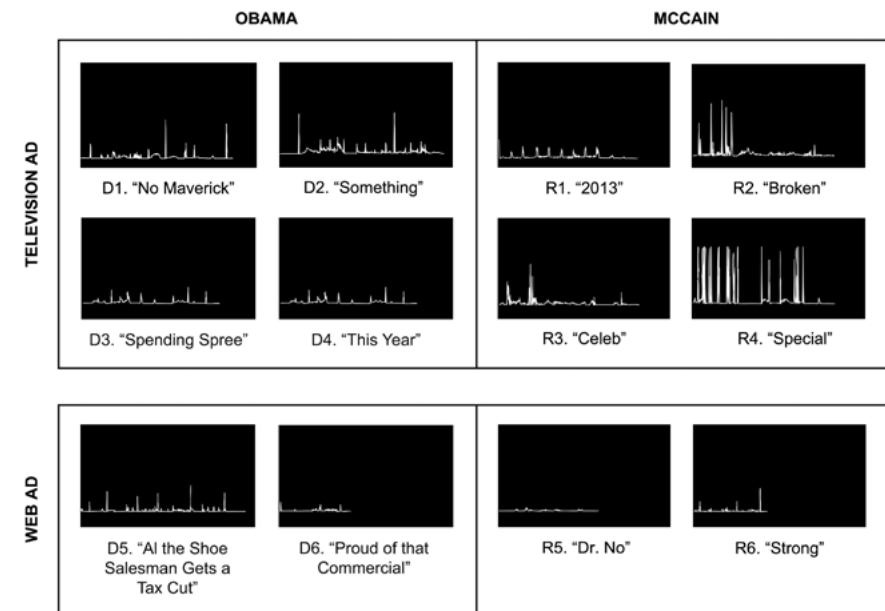 OBAMA
MCCAIN
TELEVISION AD
D1. “No Maverick”
D2. “Something”
R1. “2013”
R2. “Broken”
D3. “Spending Spree”
D4. “This Year”
R3. “Celeb”
R4. “Special”
WEB AD
D5. “Al the Shoe
Salesman Gets a
Tax Cut”
D6. “Proud of that
Commercial”
R5. “Dr. No”
R6. “Strong”